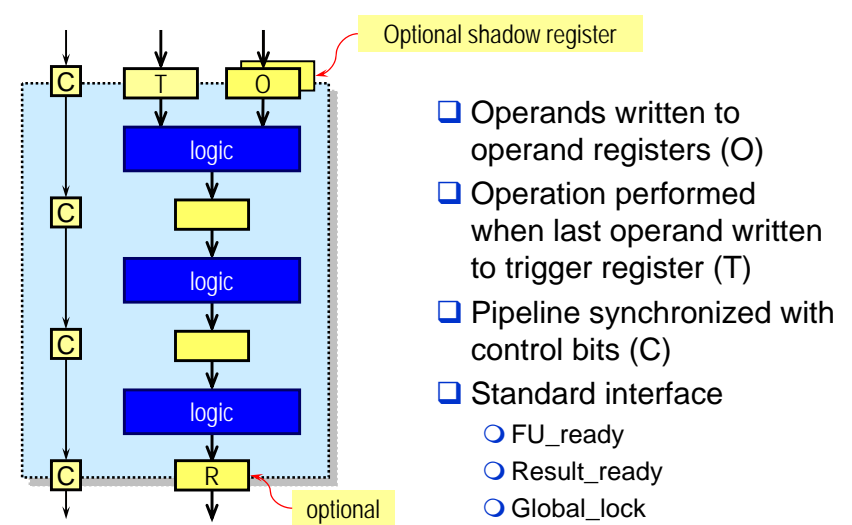 Optional shadow register
C
T
O
logic
C
logic
C
logic
C
R
optional
Operands written to
operand registers (O)
Operation performed
when last operand written
to trigger register (T)
Pipeline synchronized with
control bits (C)
Standard interface
FU_ready
Result_ready
Global_lock